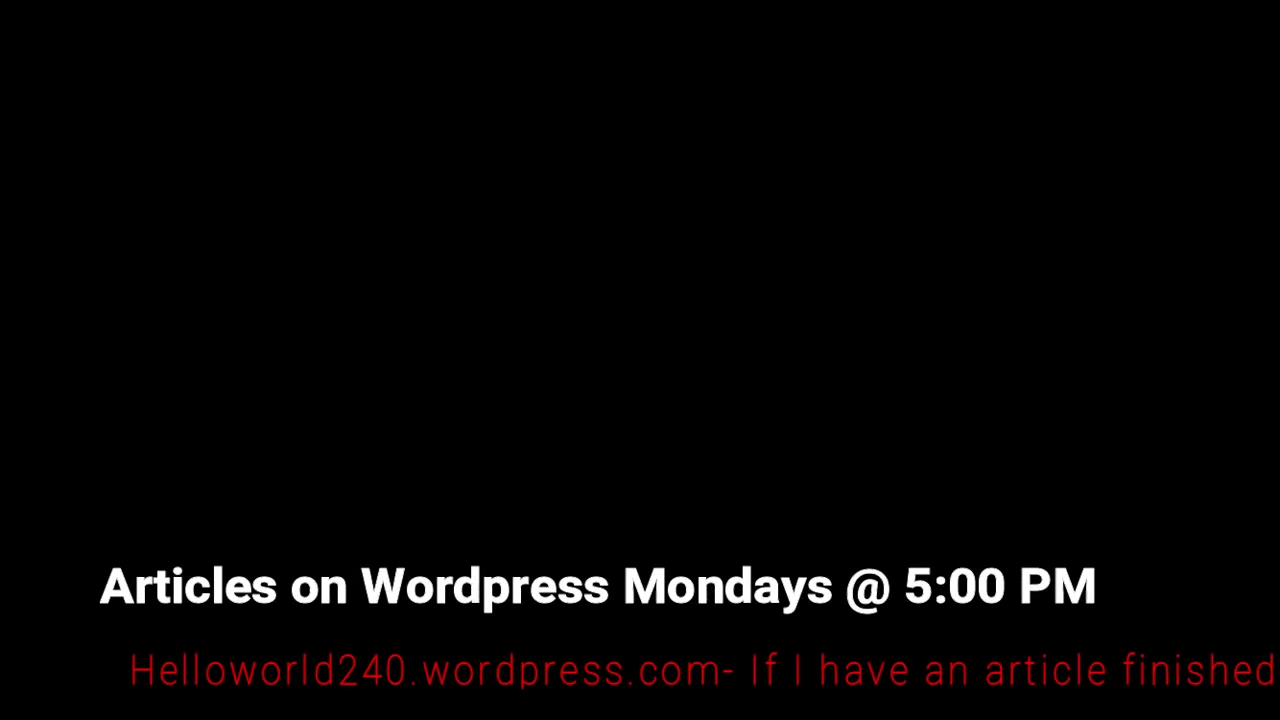 Articles on Wordpress Mondays @ 5:00 PM
Helloworld240.wordpress.com- If I have an article finished